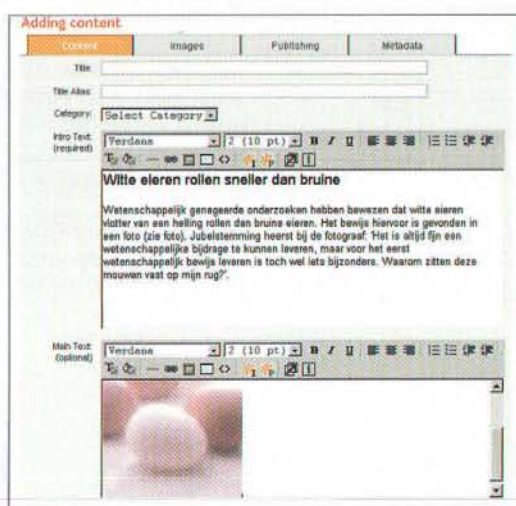 Adding content
Content Images Publishing Metadata
Title:
Title Alias:
Category: Select Category
Intro Text: (required)
Verdana 2 (10 pt) B I U
Witte eieren rollen sneller dan bruine
Wetenschappelijk genegeerde onderzoeken hebben bewezen dat witte eieren
vlotter van een helling rollen dan bruine eieren. Het bewijs hiervoor is gevonden in
een foto (zie foto). Jubelstemming heerst bij de fotograaf; 'Het is altijd fijn een
wetenschappelijke bijdrage te kunnen leveren, maar voor het eerst
wetenschappelijk bewijs leveren is toch wel iets bijzonders. Waarom zitten deze
mouwen vast op mijn rug?'.
Main Text: (optional)
Verdana 2 (10 pt) B I U